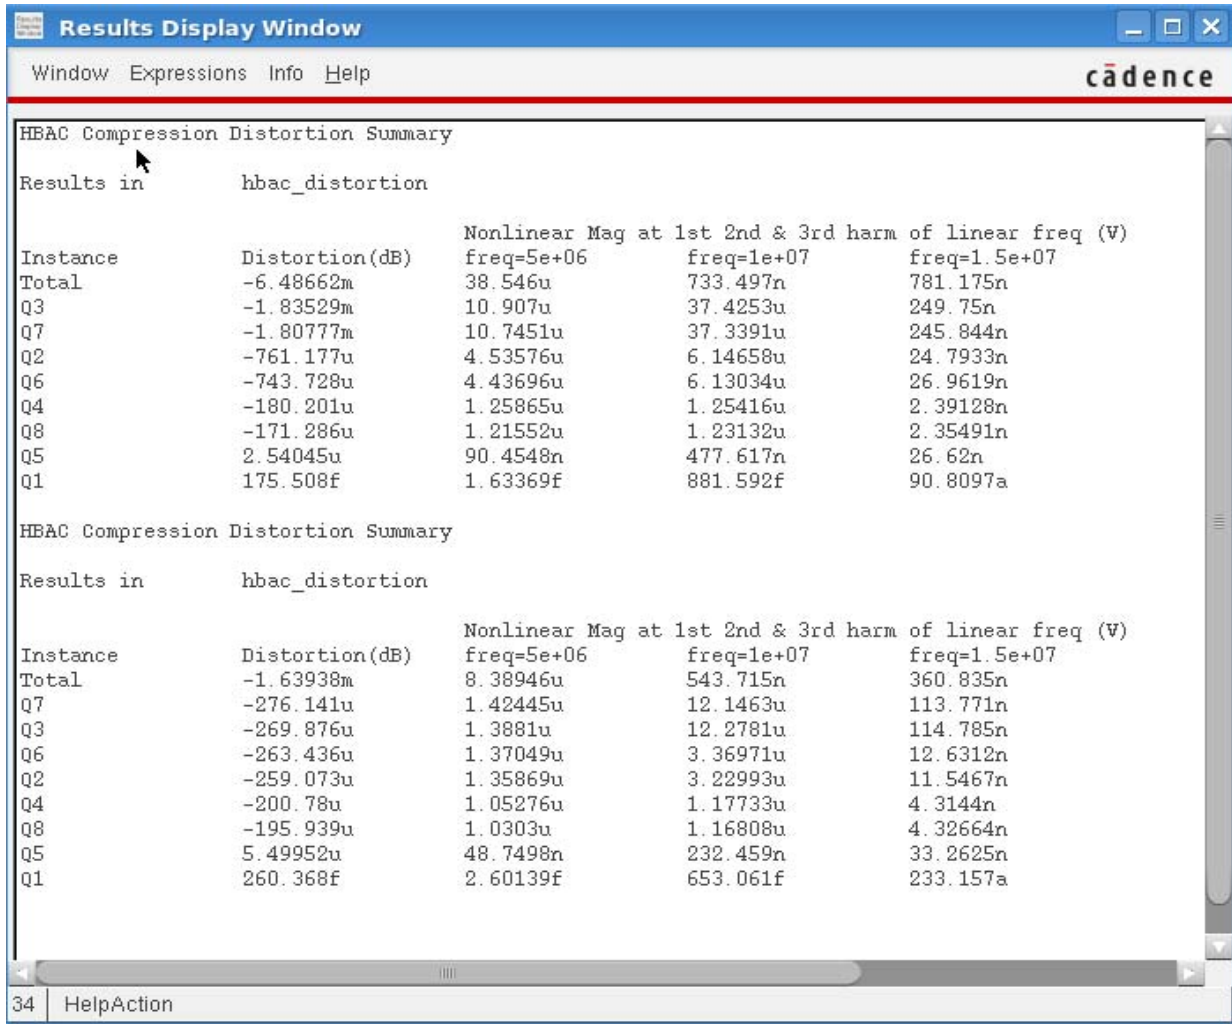 Results Display Window
Window Expressions Info Help
cādence
HBAC Compression Distortion Summary
Results in hbac_distortion
Nonlinear Mag at 1st 2nd & 3rd harm of linear freq (V)
Instance Distortion(dB) freq=5e+06 freq=1e+07 freq=1.5e+07
Total -6.48662m 38.546u 733.497n 781.175n
Q3 -1.83529m 10.907u 37.4253u 249.75n
Q7 -1.80777m 10.7451u 37.3391u 245.844n
Q2 -761.177u 4.53576u 6.14658u 24.7933n
Q6 -743.728u 4.43696u 6.13034u 26.9619n
Q4 -180.201u 1.25865u 1.25416u 2.39128n
Q8 -171.286u 1.21552u 1.23132u 2.35491n
Q5 2.54045u 90.4548n 477.617n 26.62n
Q1 175.508f 1.63369f 881.592f 90.8097a
HBAC Compression Distortion Summary
Results in hbac_distortion
Nonlinear Mag at 1st 2nd & 3rd harm of linear freq (V)
Instance Distortion(dB) freq=5e+06 freq=1e+07 freq=1.5e+07
Total -1.63938m 8.38946u 543.715n 360.835n
Q7 -276.141u 1.42445u 12.1463u 113.771n
Q3 -269.876u 1.3881u 12.2781u 114.785n
Q6 -263.436u 1.37049u 3.36971u 12.6312n
Q2 -259.073u 1.35869u 3.22993u 11.5467n
Q4 -200.78u 1.05276u 1.17733u 4.3144n
Q8 -195.939u 1.0303u 1.16808u 4.32664n
Q5 5.49952u 48.7498n 232.459n 33.2625n
Q1 260.368f 2.60139f 653.061f 233.157a
34 HelpAction